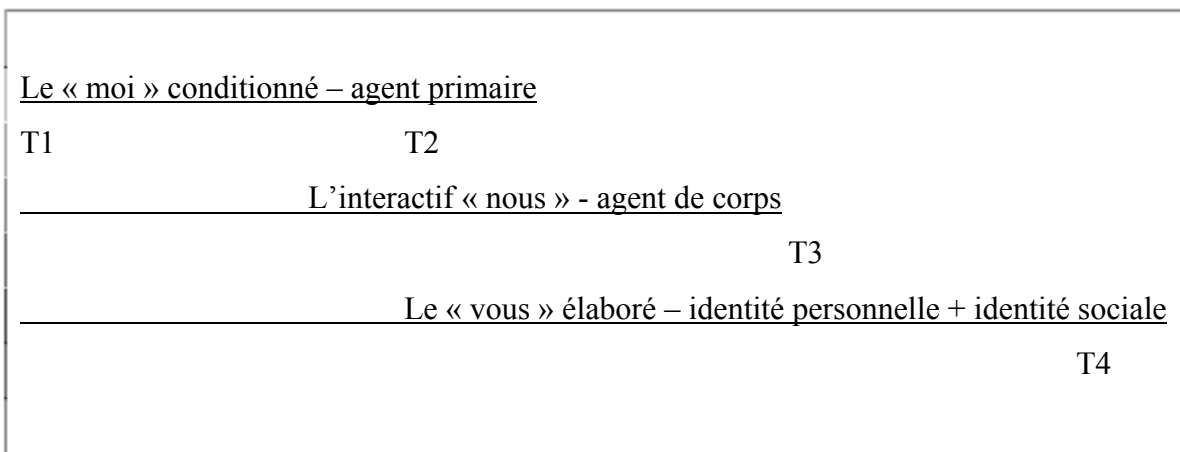 Le « moi » conditionné – agent primaire
T1 T2
L’interactif « nous » - agent de corps
T3
Le « vous » élaboré – identité personnelle + identité sociale
T4